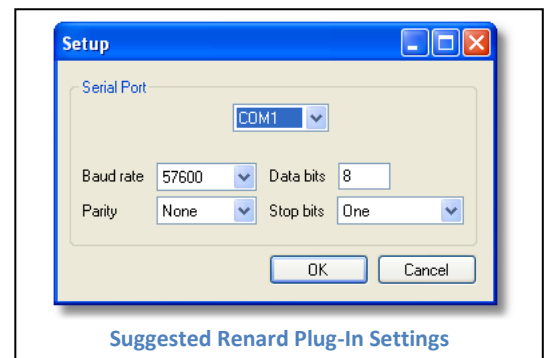 Setup
Serial Port
COM1
Baud rate 57600 Data bits 8
Parity None Stop bits One
OK Cancel
Suggested Renard Plug-In Settings